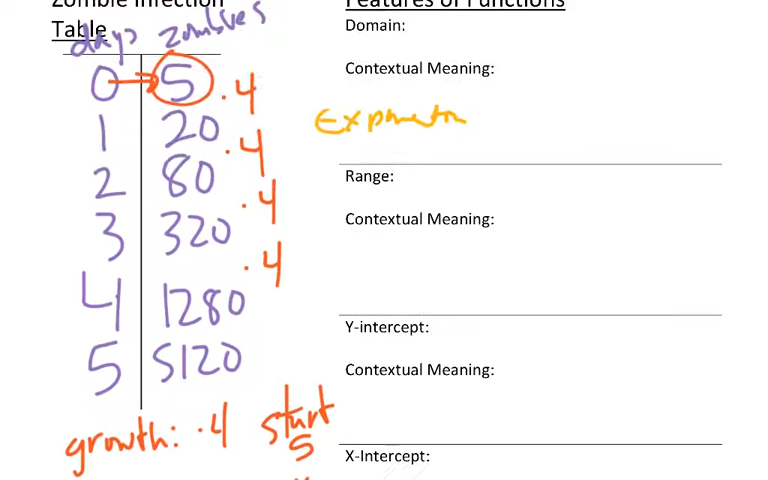 Zombie Infection
Table
days zombies
0 5
·4
1 20
·4
2 80
·4
3 320
·4
4 1280
5 5120
growth: ·4
start
5
Features of Functions
Domain:
Contextual Meaning:
Range:
Contextual Meaning:
Y-intercept:
Contextual Meaning:
X-Intercept: